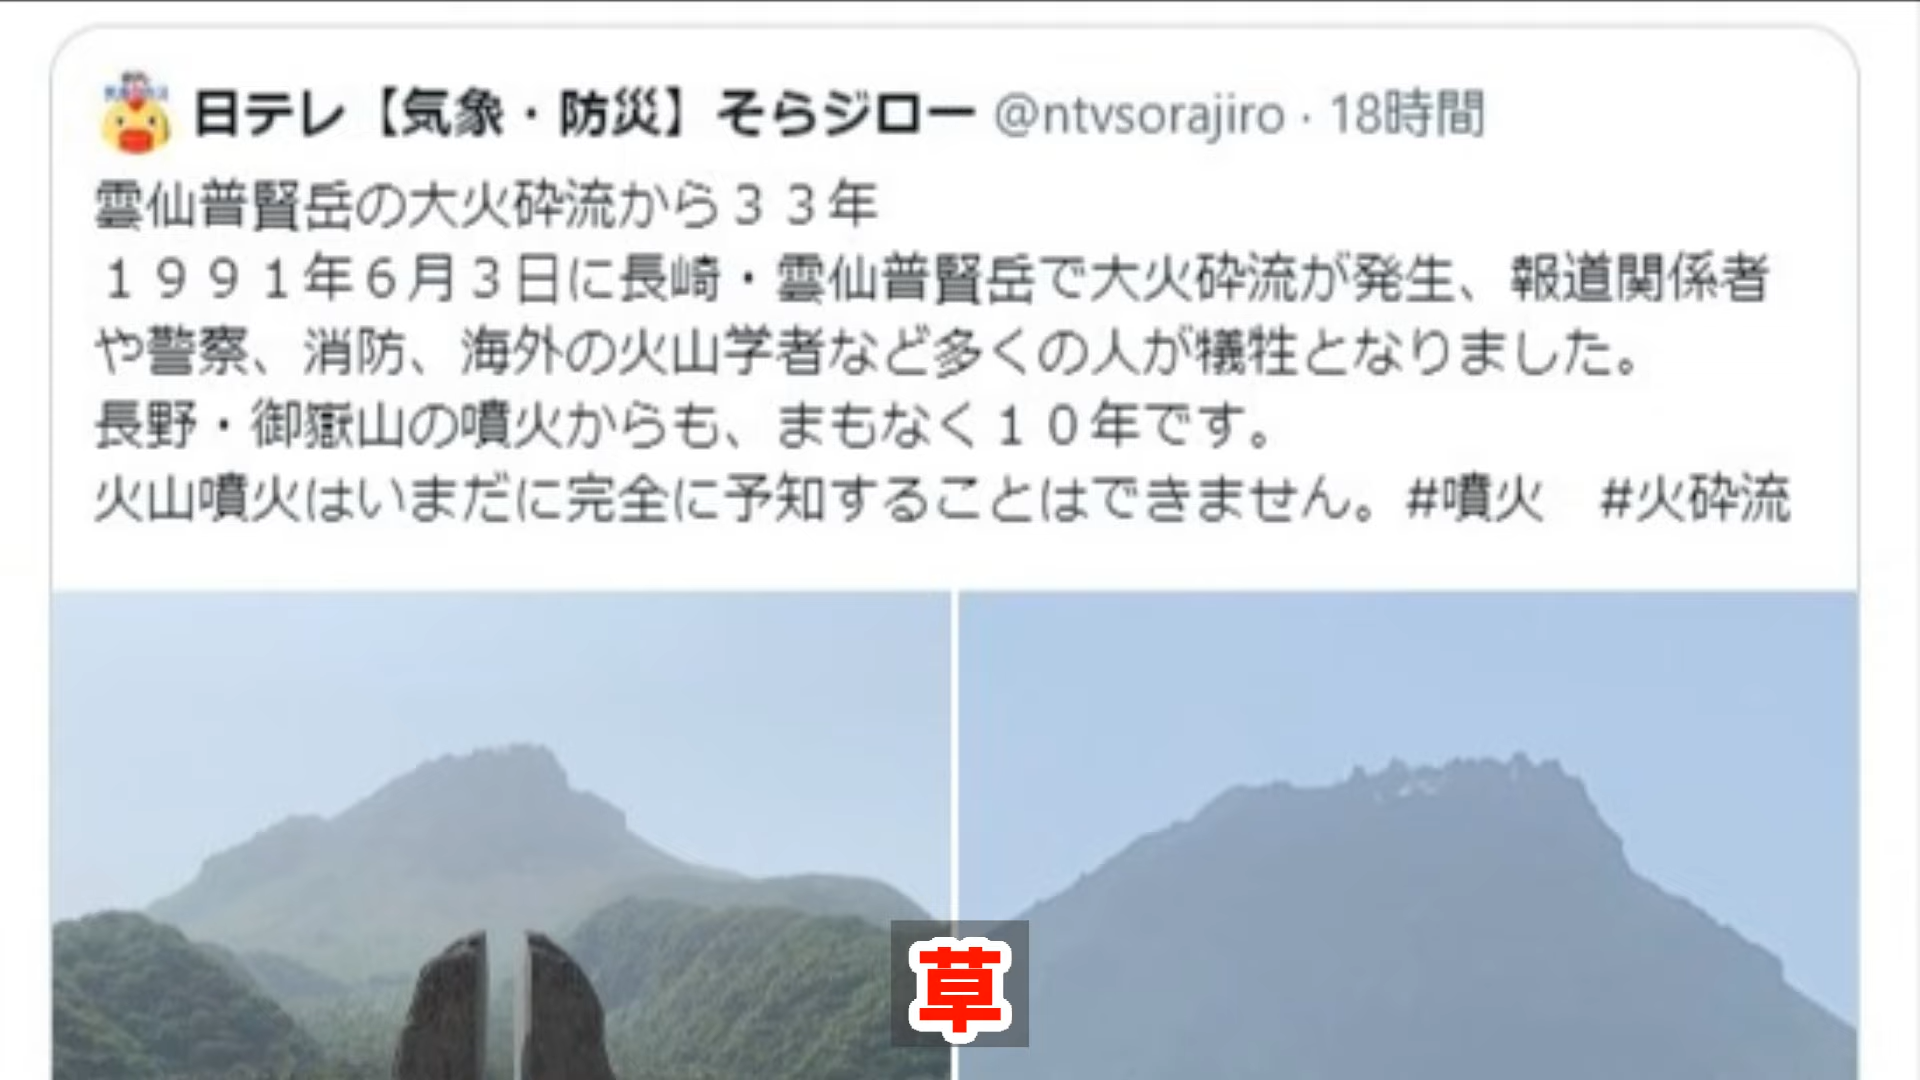 日テレ【気象・防災】そらジロー @ntvsorajiro · 18時間
雲仙普賢岳の大火砕流から３３年
１９９１年６月３日に長崎・雲仙普賢岳で大火砕流が発生、報道関係者
や警察、消防、海外の火山学者など多くの人が犠牲となりました。
長野・御嶽山の噴火からも、まもなく１０年です。
火山噴火はいまだに完全に予知することはできません。#噴火　#火砕流
草